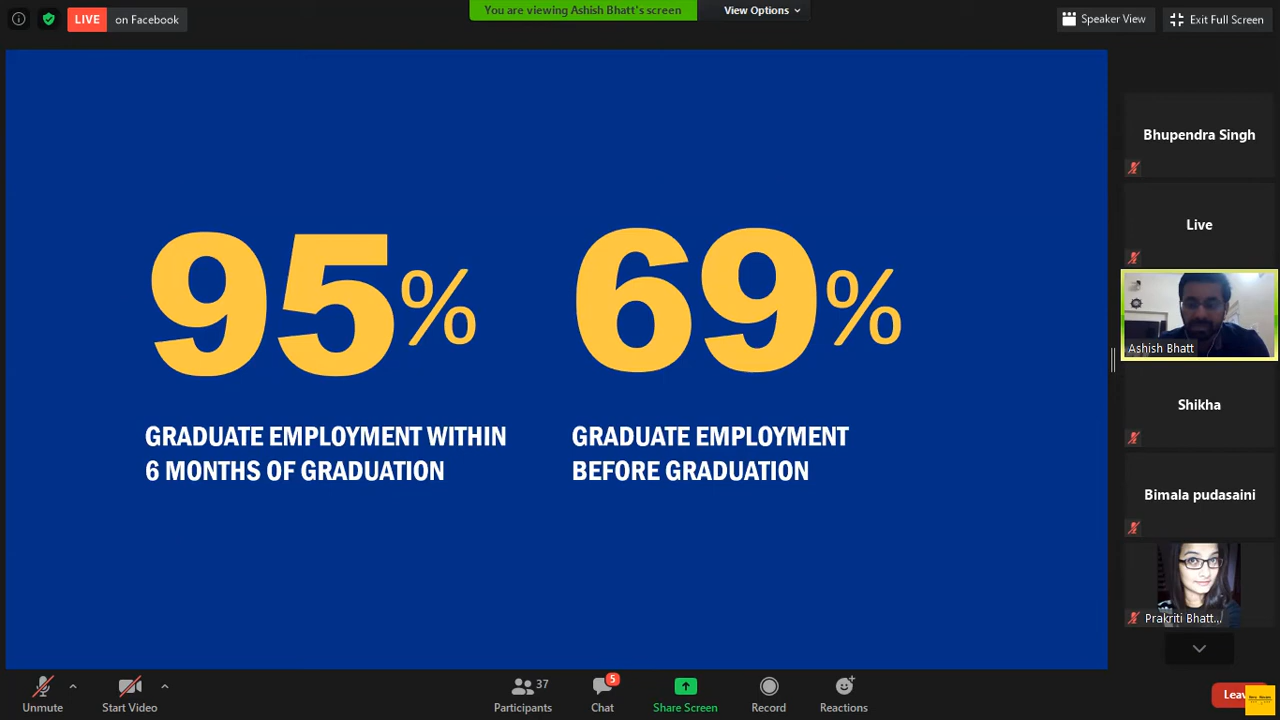 LIVE on Facebook
You are viewing Ashish Bhatt's screen
View Options
Speaker View
Exit Full Screen
95%
GRADUATE EMPLOYMENT WITHIN
6 MONTHS OF GRADUATION
69%
GRADUATE EMPLOYMENT
BEFORE GRADUATION
Bhupendra Singh
Live
Ashish Bhatt
Shikha
Bimala pudasaini
Prakriti Bhatt...
Unmute
Start Video
37
Participants
5
Chat
Share Screen
Record
Reactions